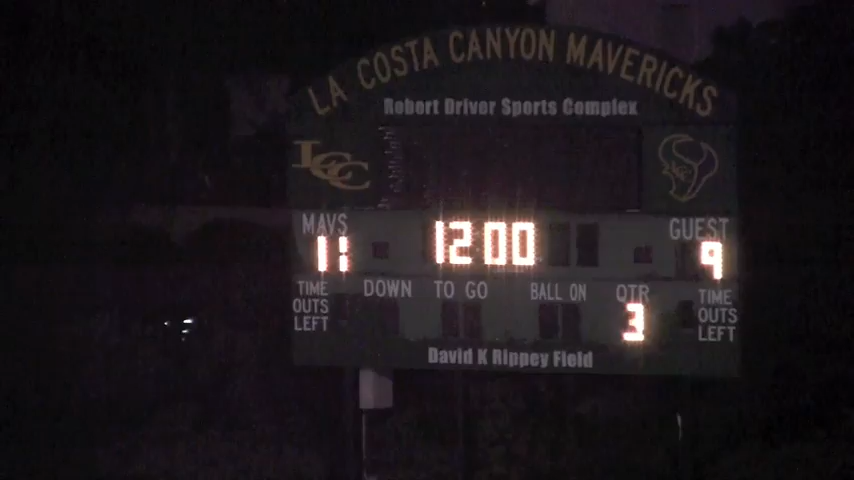 LA COSTA CANYON MAVERICKS
Robert Driver Sports Complex
LCC
LCC
MAVS 12 00 GUEST
11 9
TIME OUTS LEFT DOWN TO GO BALL ON QTR TIME OUTS LEFT
3
David K Rippey Field